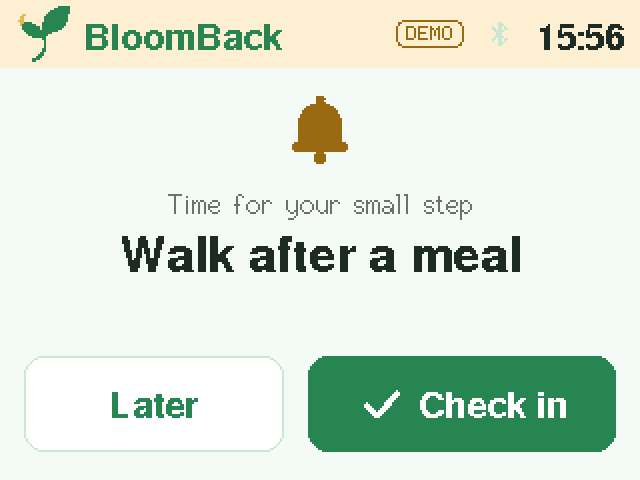 BloomBack DEMO 15:56
Time for your small step
Walk after a meal
Later
Check in